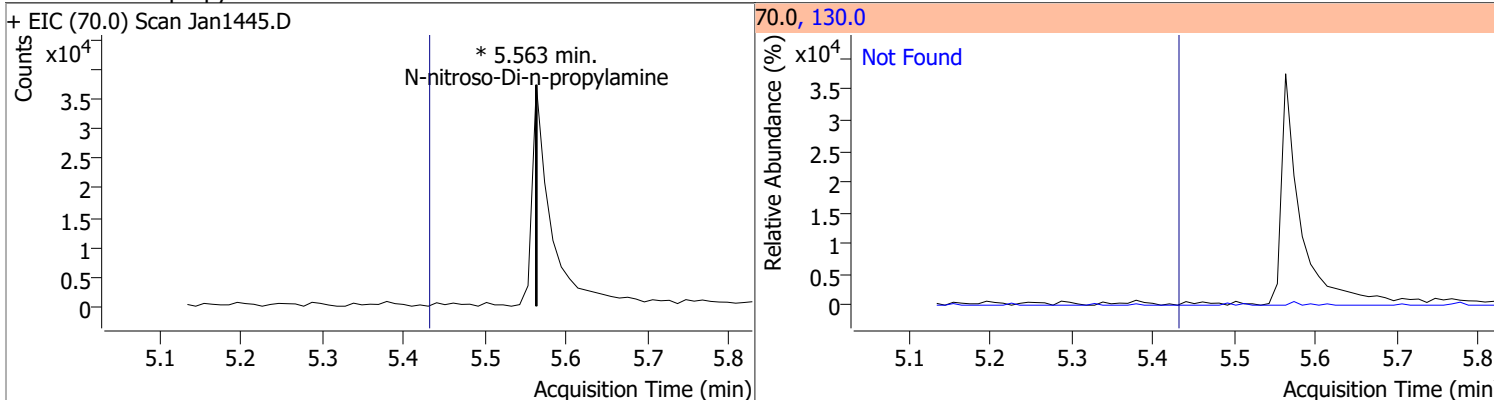 + EIC (70.0) Scan Jan1445.D
Counts
x10⁴
* 5.563 min.
N-nitroso-Di-n-propylamine
3.5
3
2.5
2
1.5
1
0.5
0
5.1 5.2 5.3 5.4 5.5 5.6 5.7 5.8
Acquisition Time (min)
70.0, 130.0
Relative Abundance (%)
x10⁴
Not Found
3.5
3
2.5
2
1.5
1
0.5
0
5.1 5.2 5.3 5.4 5.5 5.6 5.7 5.8
Acquisition Time (min